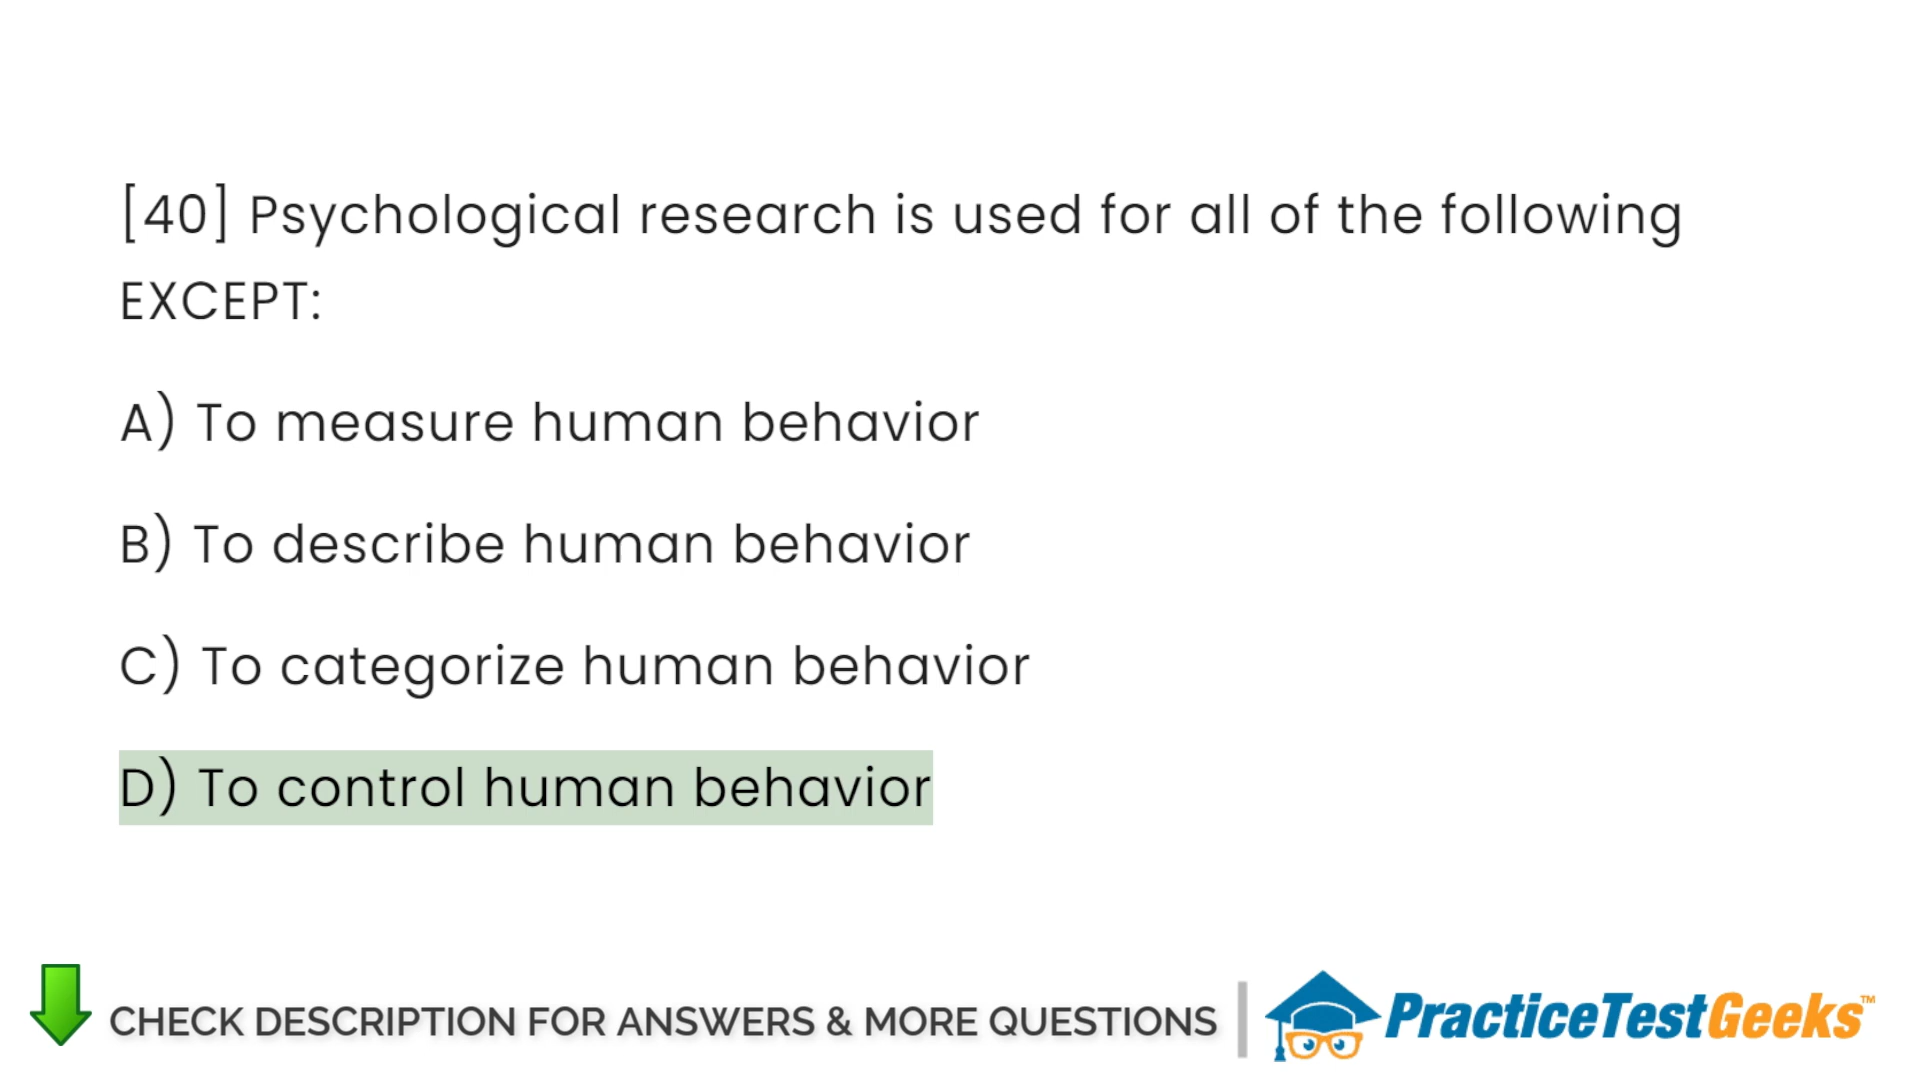 [40] Psychological research is used for all of the following
EXCEPT:
A) To measure human behavior
B) To describe human behavior
C) To categorize human behavior
D) To control human behavior
CHECK DESCRIPTION FOR ANSWERS & MORE QUESTIONS
PracticeTestGeeks™